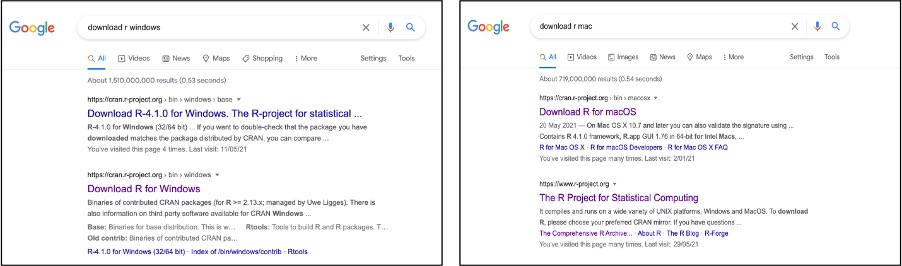 Google
download r windows
All Videos News Maps Shopping More Settings Tools
About 1,510,000,000 results (0.53 seconds)
https://cran.r-project.org › bin › windows › base
Download R-4.1.0 for Windows. The R-project for statistical ...
R-4.1.0 for Windows (32/64 bit) ... If you want to double-check that the package you have
downloaded matches the package distributed by CRAN, you can compare ...
You've visited this page 4 times. Last visit: 11/05/21
https://cran.r-project.org › bin › windows
Download R for Windows
Binaries of contributed CRAN packages (for R >= 2.13.x; managed by Uwe Ligges). There is
also information on third party software available for CRAN Windows ...
Base: Binaries for base distribution. This is w... Rtools: Tools to build R and R packages. T...
Old contrib: Binaries of contributed CRAN pa...
R-4.1.0 for Windows (32/64 bit) · Index of /bin/windows/contrib · Rtools
Google
download r mac
All Videos Images News Maps More Settings Tools
About 719,000,000 results (0.54 seconds)
https://cran.r-project.org › bin › macosx
Download R for macOS
20 May 2021 — On Mac OS X 10.7 and later you can also validate the signature using ...
Contains R 4.1.0 framework, R.app GUI 1.76 in 64-bit for Intel Macs, ...
R for Mac OS X · R for macOS Developers · R for Mac OS X FAQ
You've visited this page many times. Last visit: 2/01/21
https://www.r-project.org
The R Project for Statistical Computing
It compiles and runs on a wide variety of UNIX platforms, Windows and MacOS. To download
R, please choose your preferred CRAN mirror. If you have questions ...
The Comprehensive R Archive... · About R · The R Blog · R-Forge
You've visited this page many times. Last visit: 29/05/21